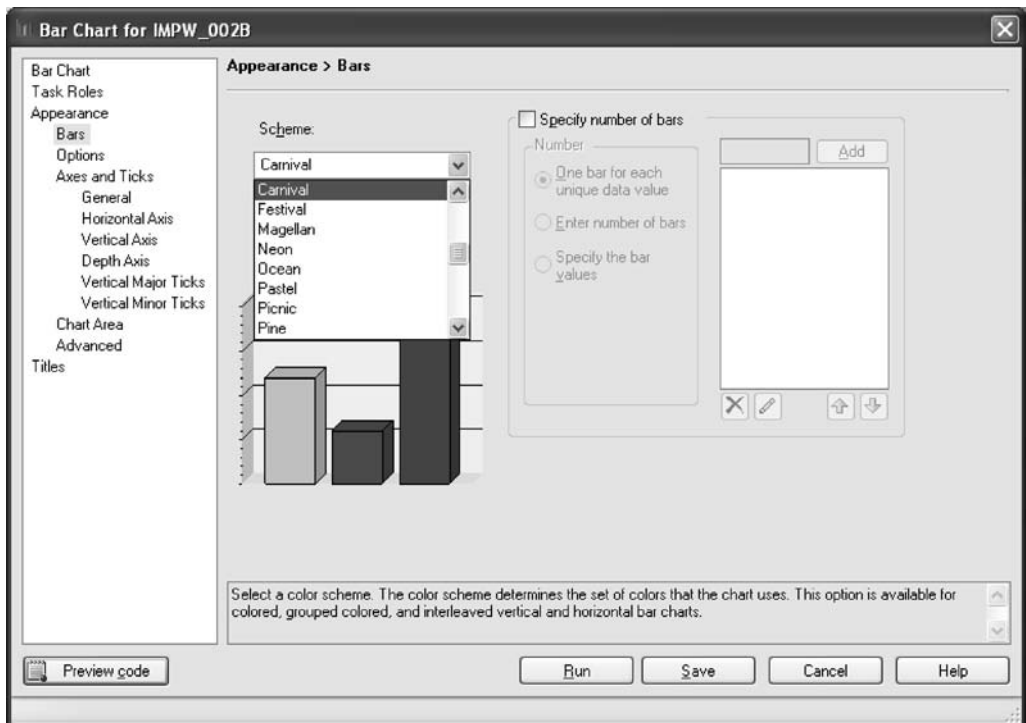 Bar Chart for IMPW_002B
Bar Chart
Task Roles
Appearance
Bars
Options
Axes and Ticks
General
Horizontal Axis
Vertical Axis
Depth Axis
Vertical Major Ticks
Vertical Minor Ticks
Chart Area
Advanced
Titles
Appearance > Bars
Scheme:
Carnival
Carnival
Festival
Magellan
Neon
Ocean
Pastel
Picnic
Pine
Specify number of bars
Number
One bar for each
unique data value
Enter number of bars
Specify the bar
values
Add
Select a color scheme. The color scheme determines the set of colors that the chart uses. This option is available for
colored, grouped colored, and interleaved vertical and horizontal bar charts.
Preview code
Run
Save
Cancel
Help